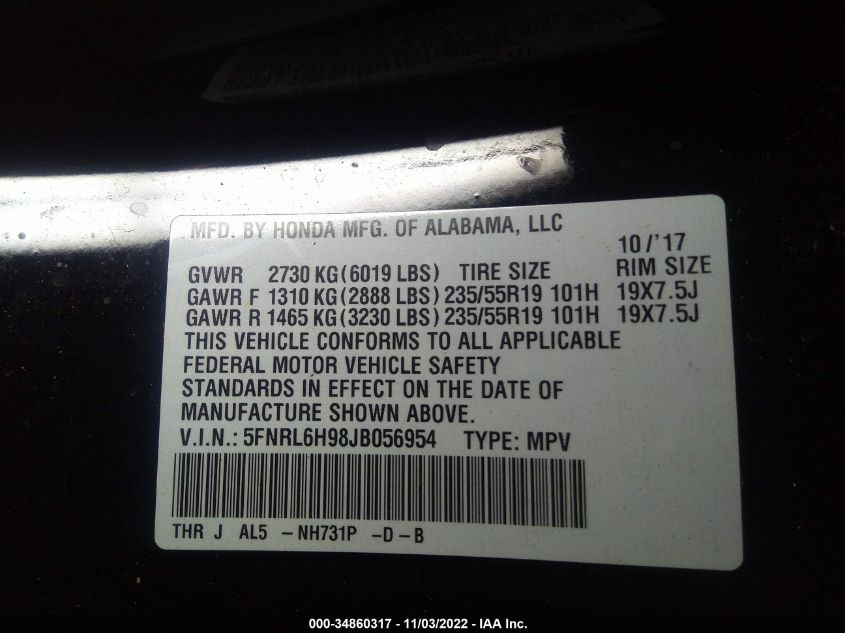 MFD. BY HONDA MFG. OF ALABAMA, LLC
10/'17
GVWR 2730 KG (6019 LBS) TIRE SIZE RIM SIZE
GAWR F 1310 KG (2888 LBS) 235/55R19 101H 19X7.5J
GAWR R 1465 KG (3230 LBS) 235/55R19 101H 19X7.5J
THIS VEHICLE CONFORMS TO ALL APPLICABLE
FEDERAL MOTOR VEHICLE SAFETY
STANDARDS IN EFFECT ON THE DATE OF
MANUFACTURE SHOWN ABOVE.
V.I.N.: 5FNRL6H98JB056954 TYPE: MPV
THR J AL5 -NH731P -D-B
000-34860317 - 11/03/2022 - IAA Inc.